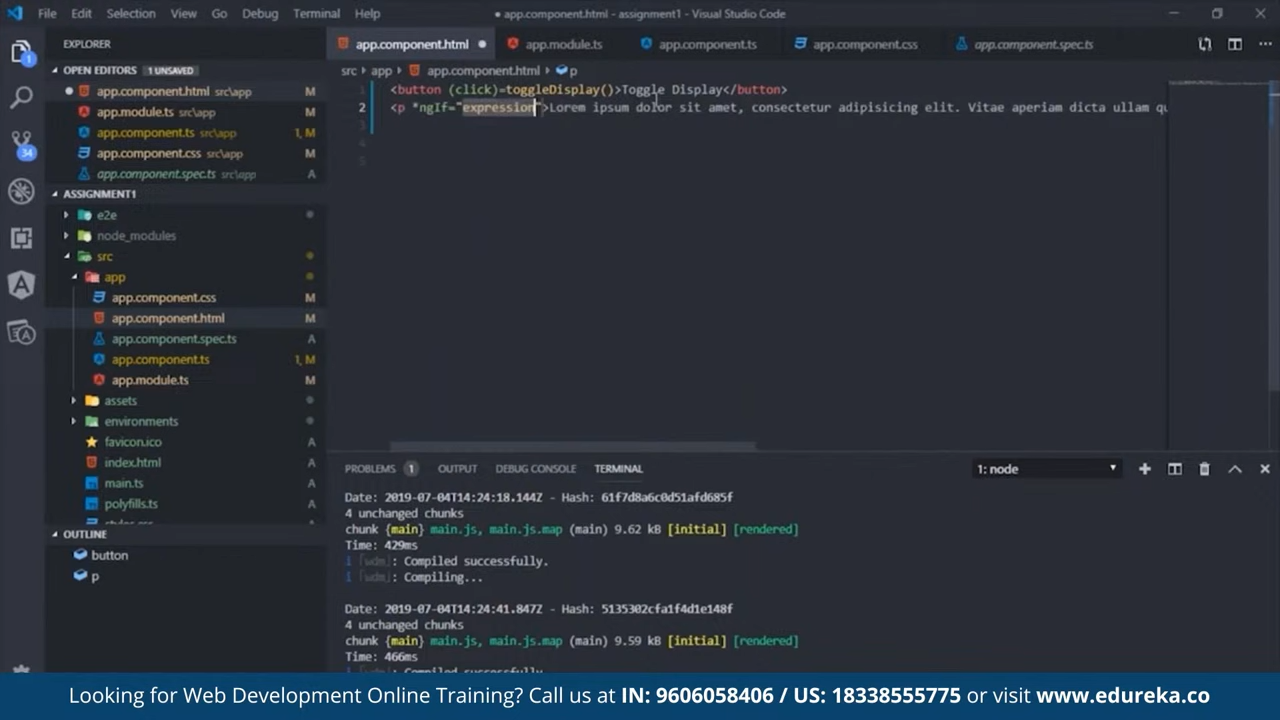 File Edit Selection View Go Debug Terminal Help
● app.component.html - assignment1 - Visual Studio Code
EXPLORER
app.component.html ● app.module.ts app.component.ts app.component.css app.component.spec.ts
OPEN EDITORS 1 UNSAVED
app.component.html src\app
app.module.ts src\app M
app.component.ts src\app 1, M
app.component.css src\app M
app.component.spec.ts src\app A
ASSIGNMENT1
e2e
node_modules
src
app
app.component.css M
app.component.html M
app.component.spec.ts A
app.component.ts 1, M
app.module.ts M
assets
environments
favicon.ico A
index.html A
main.ts A
polyfills.ts A
OUTLINE
button
p
1
34
src > app > app.component.html > p
1 <button (click)=toggleDisplay()>Toggle Display</button>
2 <p *ngIf="expression">Lorem ipsum dolor sit amet, consectetur adipisicing elit. Vitae aperiam dicta ullam qu
3
4
5
PROBLEMS 1 OUTPUT DEBUG CONSOLE TERMINAL 1: node
Date: 2019-07-04T14:24:18.144Z - Hash: 61f7d8a6c0d51afd685f
4 unchanged chunks
chunk {main} main.js, main.js.map (main) 9.62 kB [initial] [rendered]
Time: 429ms
i ｢wdm｣: Compiled successfully.
i ｢wdm｣: Compiling...
Date: 2019-07-04T14:24:41.847Z - Hash: 5135302cfa1f4d1e148f
4 unchanged chunks
chunk {main} main.js, main.js.map (main) 9.59 kB [initial] [rendered]
Time: 466ms
Looking for Web Development Online Training? Call us at IN: 9606058406 / US: 18338555775 or visit www.edureka.co